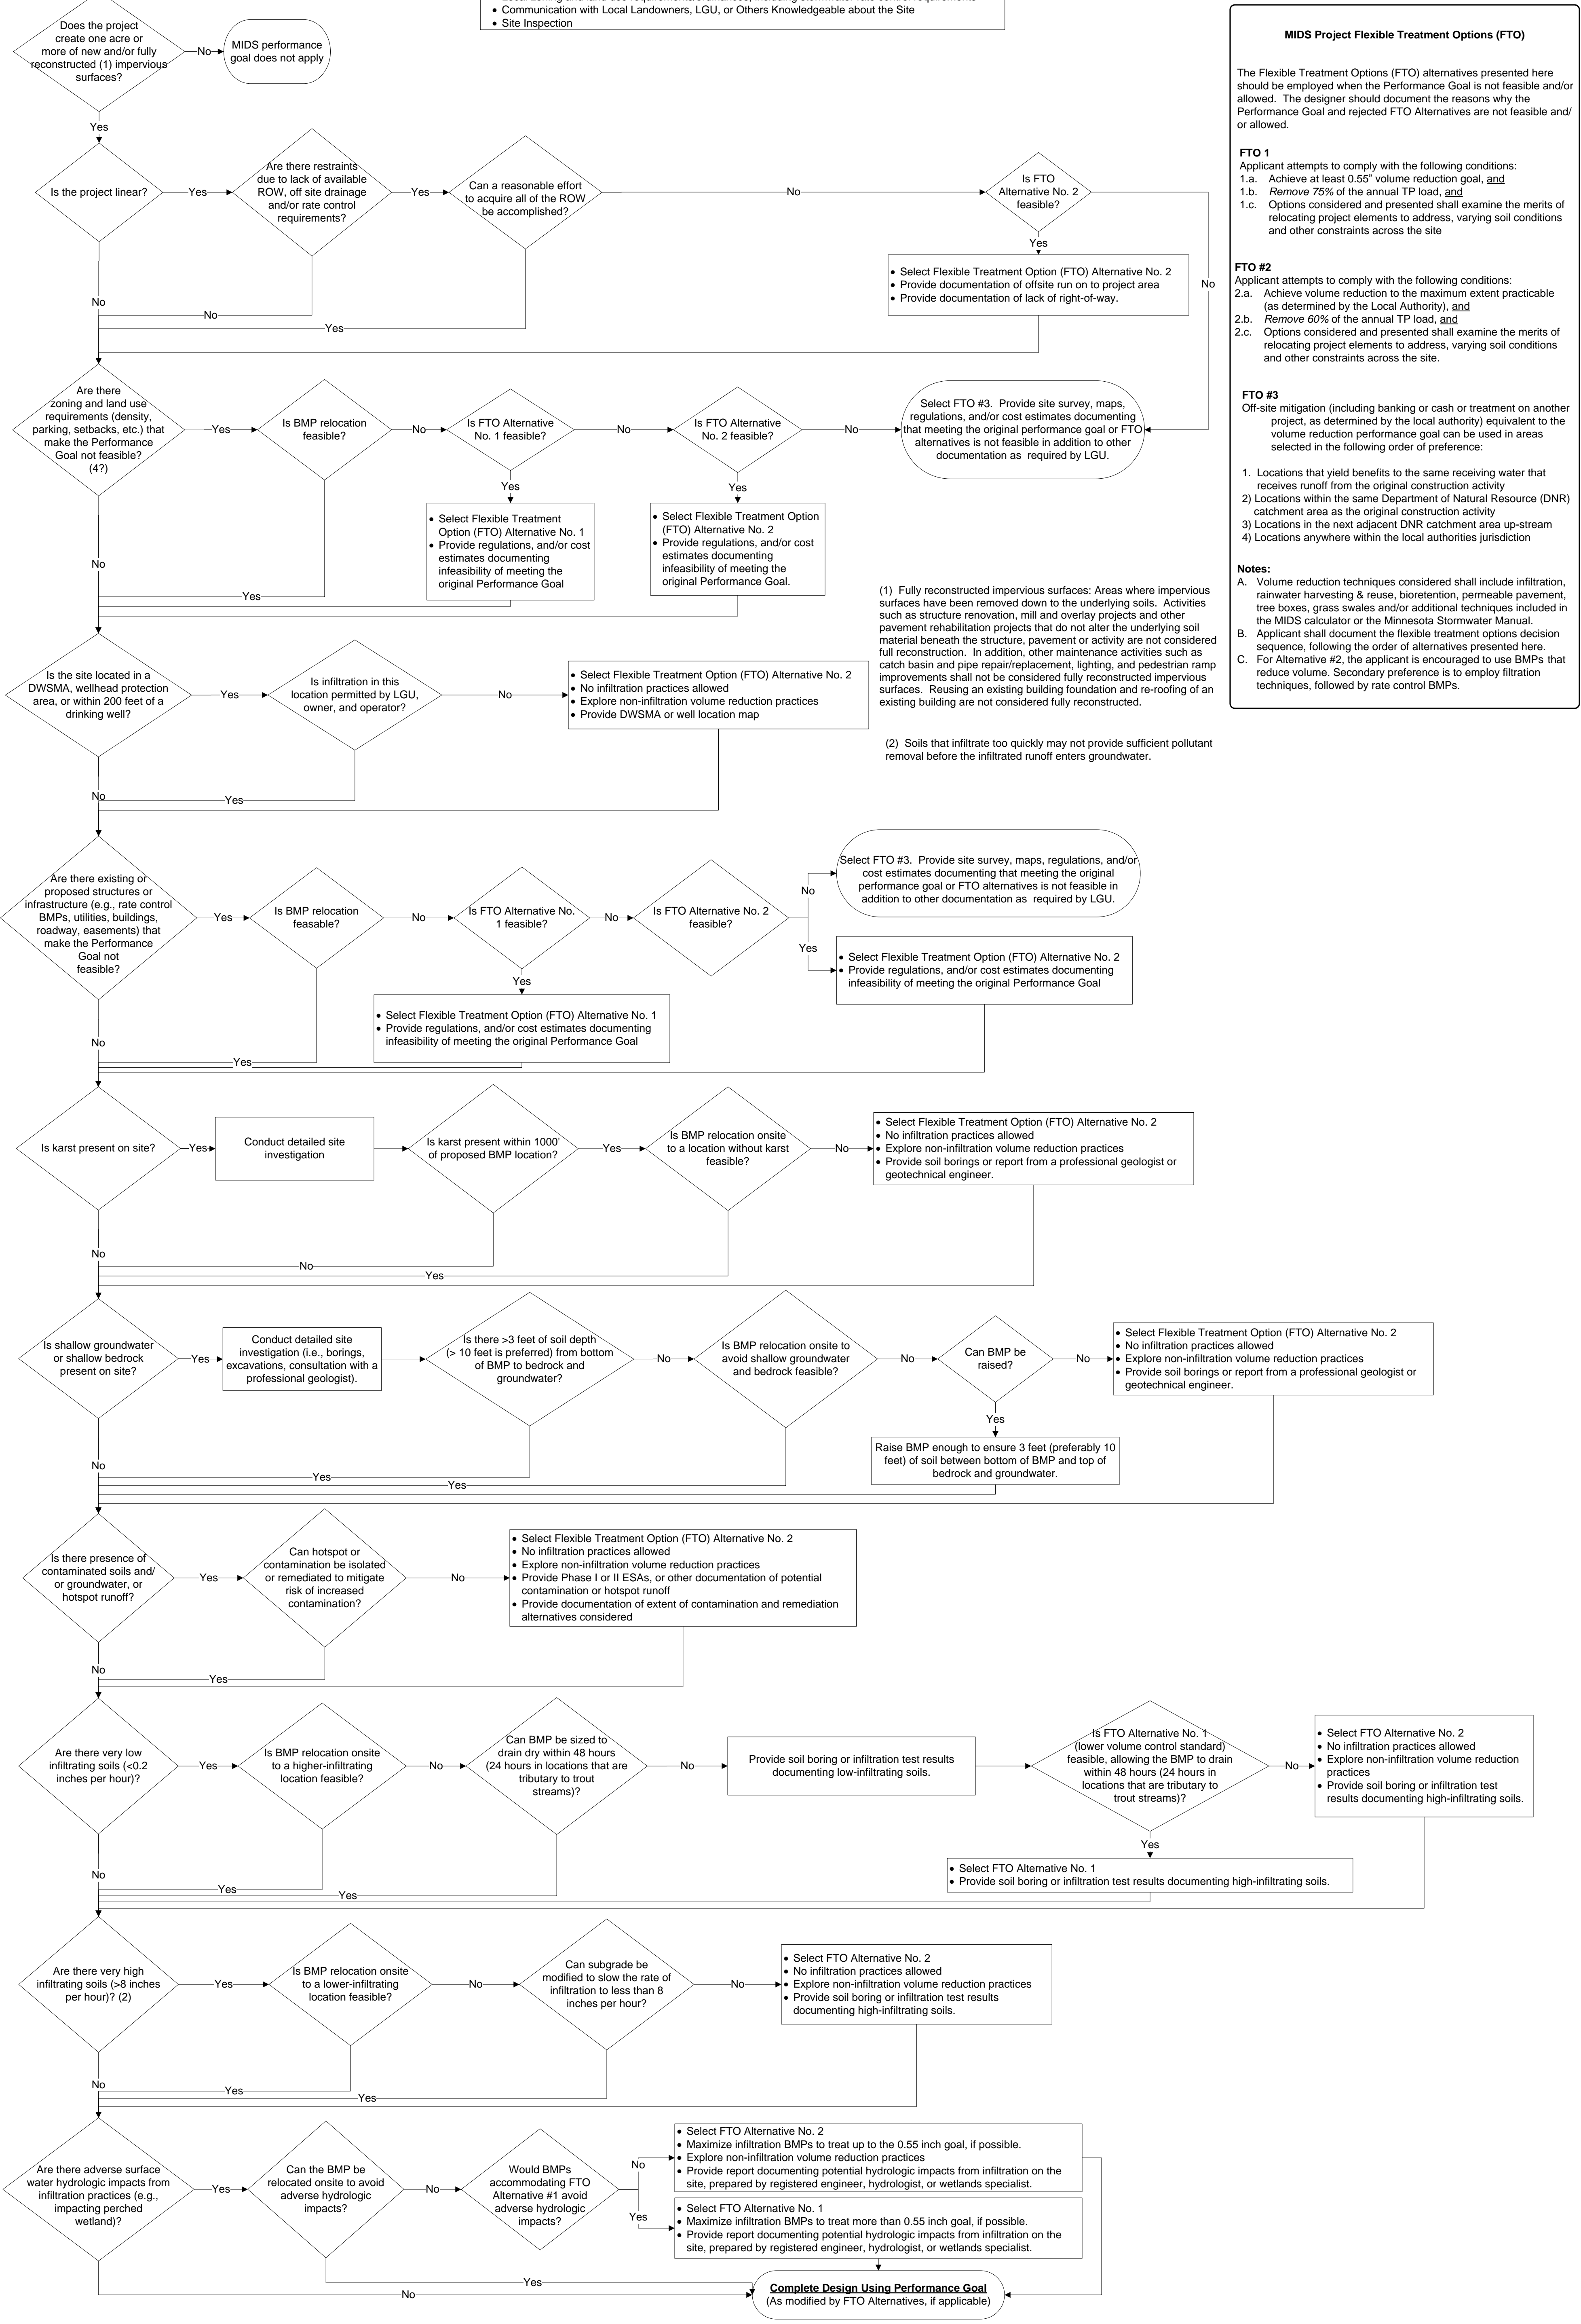 • Communication with Local Landowners, LGU, or Others Knowledgeable about the Site
• Site Inspection
Does the project
create one acre or
more of new and/or fully
reconstructed (1) impervious
surfaces?
No
MIDS performance
goal does not apply
Yes
Is the project linear?
Yes
Are there restraints
due to lack of available
ROW, off site drainage
and/or rate control
requirements?
Yes
Can a reasonable effort
to acquire all of the ROW
be accomplished?
No
Is FTO
Alternative No. 2
feasible?
Yes
• Select Flexible Treatment Option (FTO) Alternative No. 2
• Provide documentation of offsite run on to project area
• Provide documentation of lack of right-of-way.
No
No
No
Yes
Are there
zoning and land use
requirements (density,
parking, setbacks, etc.) that
make the Performance
Goal not feasible?
(4?)
Yes
Is BMP relocation
feasible?
No
Is FTO Alternative
No. 1 feasible?
No
Is FTO Alternative
No. 2 feasible?
No
Select FTO #3.  Provide site survey, maps,
regulations, and/or cost estimates documenting
that meeting the original performance goal or FTO
alternatives is not feasible in addition to other
documentation as  required by LGU.
Yes
Yes
• Select Flexible Treatment
Option (FTO) Alternative No. 1
• Provide regulations, and/or cost
estimates documenting
infeasibility of meeting the
original Performance Goal
• Select Flexible Treatment Option
(FTO) Alternative No. 2
• Provide regulations, and/or cost
estimates documenting
infeasibility of meeting the
original Performance Goal.
No
Yes
MIDS Project Flexible Treatment Options (FTO)
The Flexible Treatment Options (FTO) alternatives presented here
should be employed when the Performance Goal is not feasible and/or
allowed.  The designer should document the reasons why the
Performance Goal and rejected FTO Alternatives are not feasible and/
or allowed.
FTO 1
Applicant attempts to comply with the following conditions:
1.a. Achieve at least 0.55" volume reduction goal, and
1.b. Remove 75% of the annual TP load, and
1.c. Options considered and presented shall examine the merits of
relocating project elements to address, varying soil conditions
and other constraints across the site
FTO #2
Applicant attempts to comply with the following conditions:
2.a. Achieve volume reduction to the maximum extent practicable
(as determined by the Local Authority), and
2.b. Remove 60% of the annual TP load, and
2.c. Options considered and presented shall examine the merits of
relocating project elements to address, varying soil conditions
and other constraints across the site.
FTO #3
Off-site mitigation (including banking or cash or treatment on another
project, as determined by the local authority) equivalent to the
volume reduction performance goal can be used in areas
selected in the following order of preference:
1. Locations that yield benefits to the same receiving water that
receives runoff from the original construction activity
2) Locations within the same Department of Natural Resource (DNR)
catchment area as the original construction activity
3) Locations in the next adjacent DNR catchment area up-stream
4) Locations anywhere within the local authorities jurisdiction
Notes:
A. Volume reduction techniques considered shall include infiltration,
rainwater harvesting & reuse, bioretention, permeable pavement,
tree boxes, grass swales and/or additional techniques included in
the MIDS calculator or the Minnesota Stormwater Manual.
B. Applicant shall document the flexible treatment options decision
sequence, following the order of alternatives presented here.
C. For Alternative #2, the applicant is encouraged to use BMPs that
reduce volume. Secondary preference is to employ filtration
techniques, followed by rate control BMPs.
(1)  Fully reconstructed impervious surfaces: Areas where impervious
surfaces have been removed down to the underlying soils.  Activities
such as structure renovation, mill and overlay projects and other
pavement rehabilitation projects that do not alter the underlying soil
material beneath the structure, pavement or activity are not considered
full reconstruction.  In addition, other maintenance activities such as
catch basin and pipe repair/replacement, lighting, and pedestrian ramp
improvements shall not be considered fully reconstructed impervious
surfaces.  Reusing an existing building foundation and re-roofing of an
existing building are not considered fully reconstructed.
(2)  Soils that infiltrate too quickly may not provide sufficient pollutant
removal before the infiltrated runoff enters groundwater.
Is the site located in a
DWSMA, wellhead protection
area, or within 200 feet of a
drinking well?
Yes
Is infiltration in this
location permitted by LGU,
owner, and operator?
No
• Select Flexible Treatment Option (FTO) Alternative No. 2
• No infiltration practices allowed
• Explore non-infiltration volume reduction practices
• Provide DWSMA or well location map
No
Yes
Are there existing or
proposed structures or
infrastructure (e.g., rate control
BMPs, utilities, buildings,
roadway, easements) that
make the Performance
Goal not
feasible?
Yes
Is BMP relocation
feasable?
No
Is FTO Alternative No.
1 feasible?
No
Is FTO Alternative No. 2
feasible?
No
Select FTO #3.  Provide site survey, maps, regulations, and/or
cost estimates documenting that meeting the original
performance goal or FTO alternatives is not feasible in
addition to other documentation as  required by LGU.
Yes
• Select Flexible Treatment Option (FTO) Alternative No. 2
• Provide regulations, and/or cost estimates documenting
infeasibility of meeting the original Performance Goal
Yes
• Select Flexible Treatment Option (FTO) Alternative No. 1
• Provide regulations, and/or cost estimates documenting
infeasibility of meeting the original Performance Goal
No
Yes
Is karst present on site?
Yes
Conduct detailed site
investigation
Is karst present within 1000'
of proposed BMP location?
Yes
Is BMP relocation onsite
to a location without karst
feasible?
No
• Select Flexible Treatment Option (FTO) Alternative No. 2
• No infiltration practices allowed
• Explore non-infiltration volume reduction practices
• Provide soil borings or report from a professional geologist or
geotechnical engineer.
No
No
Yes
Is shallow groundwater
or shallow bedrock
present on site?
Yes
Conduct detailed site
investigation (i.e., borings,
excavations, consultation with a
professional geologist).
Is there >3 feet of soil depth
(> 10 feet is preferred) from bottom
of BMP to bedrock and
groundwater?
No
Is BMP relocation onsite to
avoid shallow groundwater
and bedrock feasible?
No
Can BMP be
raised?
No
• Select Flexible Treatment Option (FTO) Alternative No. 2
• No infiltration practices allowed
• Explore non-infiltration volume reduction practices
• Provide soil borings or report from a professional geologist or
geotechnical engineer.
Yes
Raise BMP enough to ensure 3 feet (preferably 10
feet) of soil between bottom of BMP and top of
bedrock and groundwater.
No
Yes
Yes
Is there presence of
contaminated soils and/
or groundwater, or
hotspot runoff?
Yes
Can hotspot or
contamination be isolated
or remediated to mitigate
risk of increased
contamination?
No
• Select Flexible Treatment Option (FTO) Alternative No. 2
• No infiltration practices allowed
• Explore non-infiltration volume reduction practices
• Provide Phase I or II ESAs, or other documentation of potential
contamination or hotspot runoff
• Provide documentation of extent of contamination and remediation
alternatives considered
No
Yes
Are there very low
infiltrating soils (<0.2
inches per hour)?
Yes
Is BMP relocation onsite
to a higher-infiltrating
location feasible?
No
Can BMP be sized to
drain dry within 48 hours
(24 hours in locations that are
tributary to trout
streams)?
No
Provide soil boring or infiltration test results
documenting low-infiltrating soils.
Is FTO Alternative No. 1
(lower volume control standard)
feasible, allowing the BMP to drain
within 48 hours (24 hours in
locations that are tributary to
trout streams)?
No
• Select FTO Alternative No. 2
• No infiltration practices allowed
• Explore non-infiltration volume reduction
practices
• Provide soil boring or infiltration test
results documenting high-infiltrating soils.
Yes
• Select FTO Alternative No. 1
• Provide soil boring or infiltration test results documenting high-infiltrating soils.
No
Yes
Yes
Are there very high
infiltrating soils (>8 inches
per hour)? (2)
Yes
Is BMP relocation onsite
to a lower-infiltrating
location feasible?
No
Can subgrade be
modified to slow the rate of
infiltration to less than 8
inches per hour?
No
• Select FTO Alternative No. 2
• No infiltration practices allowed
• Explore non-infiltration volume reduction practices
• Provide soil boring or infiltration test results
documenting high-infiltrating soils.
No
Yes
Yes
Are there adverse surface
water hydrologic impacts from
infiltration practices (e.g.,
impacting perched
wetland)?
Yes
Can the BMP be
relocated onsite to avoid
adverse hydrologic
impacts?
No
Would BMPs
accommodating FTO
Alternative #1 avoid
adverse hydrologic
impacts?
No
• Select FTO Alternative No. 2
• Maximize infiltration BMPs to treat up to the 0.55 inch goal, if possible.
• Explore non-infiltration volume reduction practices
• Provide report documenting potential hydrologic impacts from infiltration on the
site, prepared by registered engineer, hydrologist, or wetlands specialist.
Yes
• Select FTO Alternative No. 1
• Maximize infiltration BMPs to treat more than 0.55 inch goal, if possible.
• Provide report documenting potential hydrologic impacts from infiltration on the
site, prepared by registered engineer, hydrologist, or wetlands specialist.
Yes
No
Complete Design Using Performance Goal
(As modified by FTO Alternatives, if applicable)